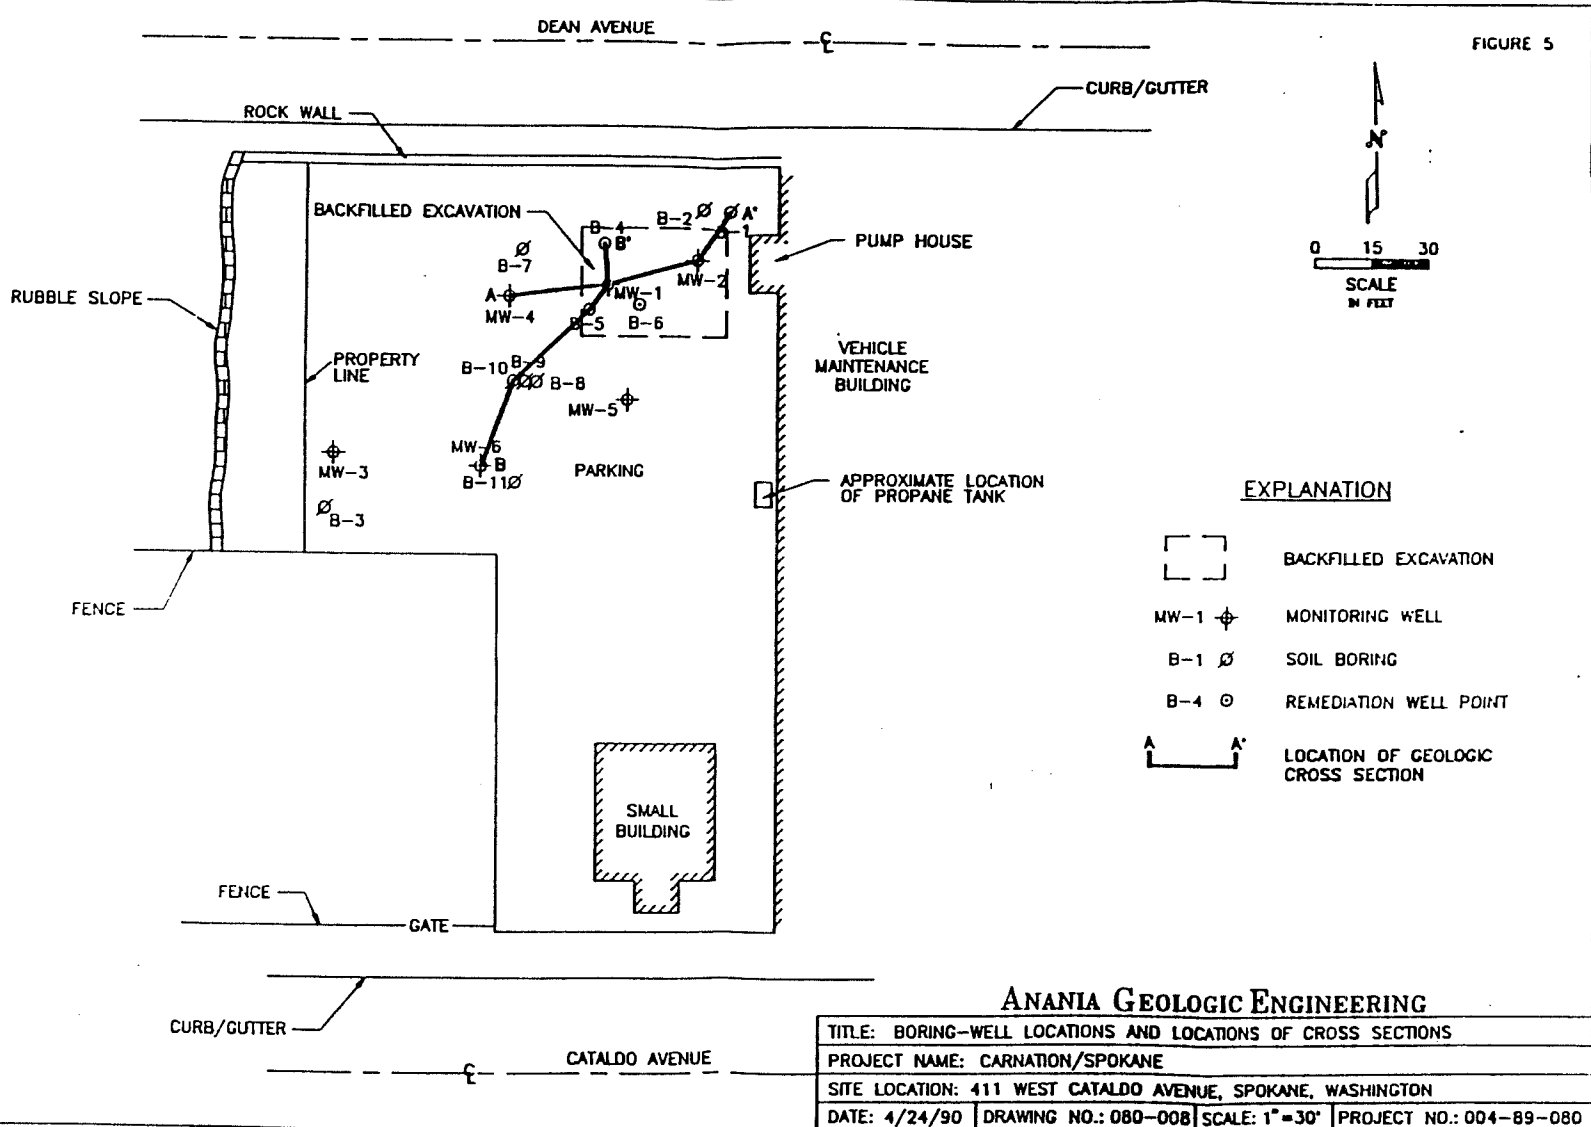 DEAN AVENUE
FIGURE 5
CURB/GUTTER
ROCK WALL
N
BACKFILLED EXCAVATION
B-2
A'
B-4
B'
1
PUMP HOUSE
B-7
0 15 30
SCALE
IN FEET
MW-2
RUBBLE SLOPE
A
MW-1
MW-4
B-5
B-6
VEHICLE
MAINTENANCE
BUILDING
PROPERTY
LINE
B-10
B-9
B-8
MW-5
MW-6
B
MW-3
PARKING
B-11
B-3
APPROXIMATE LOCATION
OF PROPANE TANK
EXPLANATION
BACKFILLED EXCAVATION
FENCE
MW-1 MONITORING WELL
B-1 SOIL BORING
B-4 REMEDIATION WELL POINT
A A'
LOCATION OF GEOLOGIC
CROSS SECTION
SMALL
BUILDING
FENCE
GATE
CURB/GUTTER
CATALDO AVENUE
ANANIA GEOLOGIC ENGINEERING
TITLE: BORING-WELL LOCATIONS AND LOCATIONS OF CROSS SECTIONS
PROJECT NAME: CARNATION/SPOKANE
SITE LOCATION: 411 WEST CATALDO AVENUE, SPOKANE, WASHINGTON
DATE: 4/24/90 DRAWING NO.: 080-008 SCALE: 1"=30' PROJECT NO.: 004-89-080